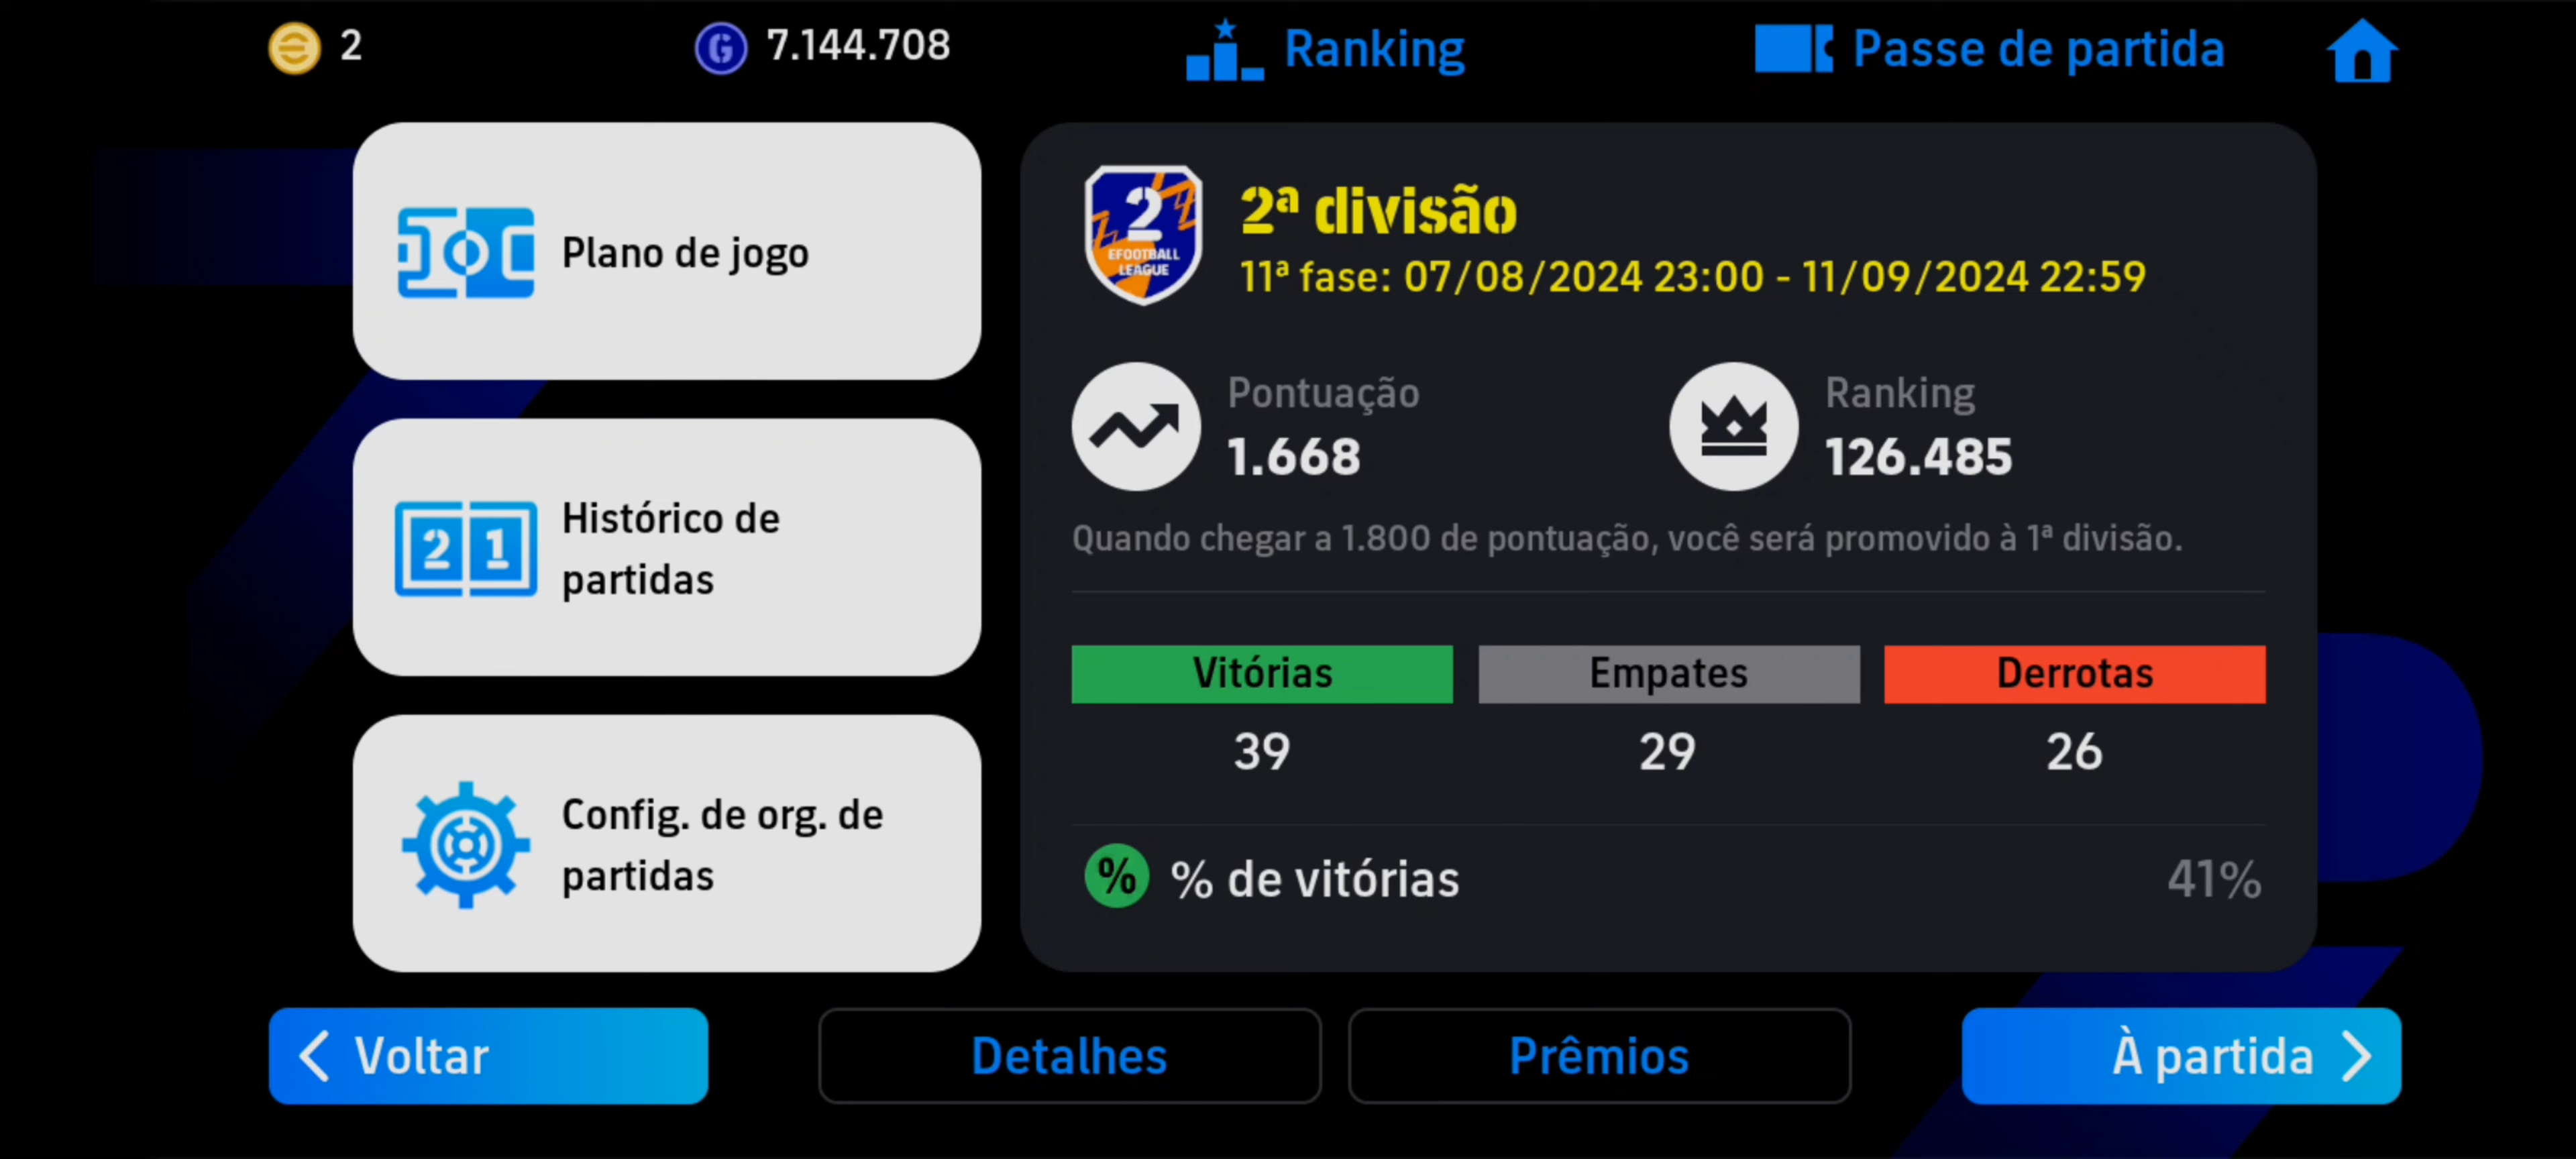 2
7.144.708
Ranking
Passe de partida
Plano de jogo
Histórico de
partidas
2 1
Config. de org. de
partidas
2
EFOOTBALL
LEAGUE
2ª divisão
11ª fase: 07/08/2024 23:00 - 11/09/2024 22:59
Pontuação
1.668
Ranking
126.485
Quando chegar a 1.800 de pontuação, você será promovido à 1ª divisão.
Vitórias
39
Empates
29
Derrotas
26
% % de vitórias
41%
Voltar
Detalhes
Prêmios
À partida